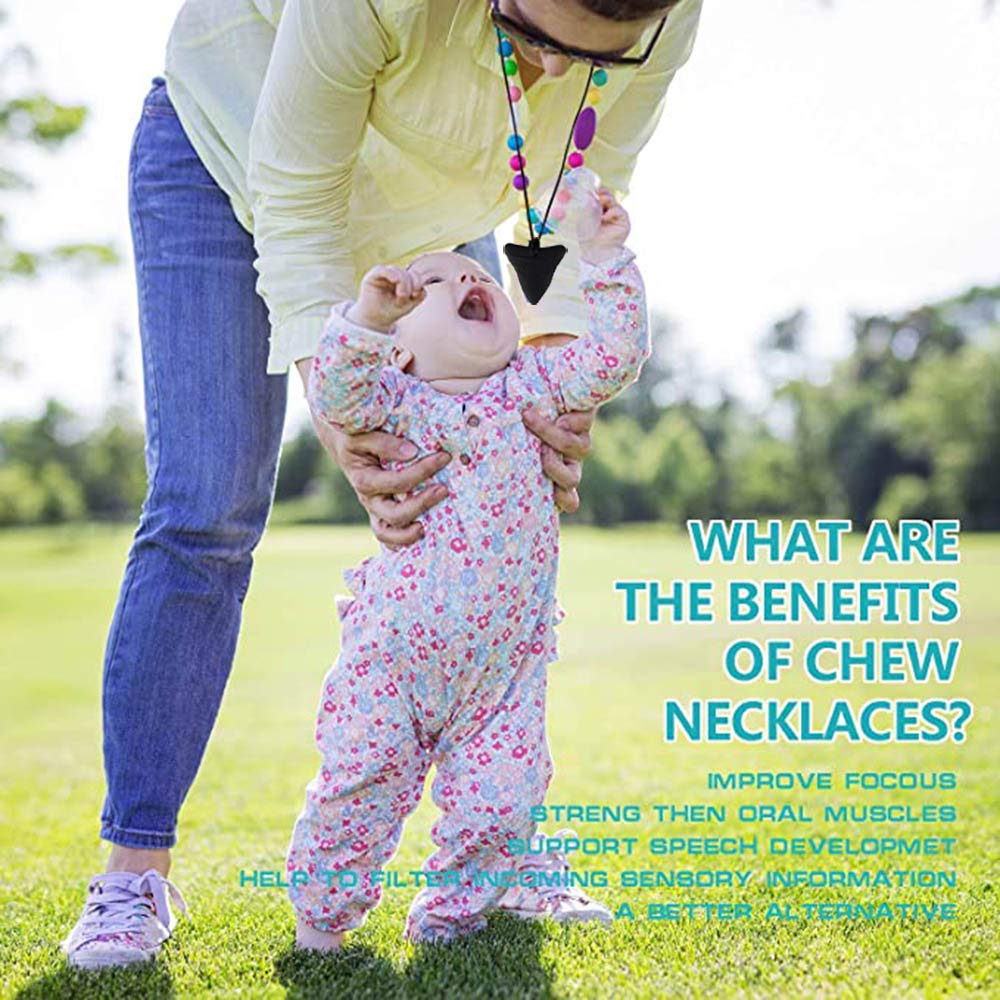 WHAT ARE
THE BENEFITS
OF CHEW
NECKLACES?
IMPROVE FOCOUS
STRENG THEN ORAL MUSCLES
SUPPORT SPEECH DEVELOPMET
HELP TO FILTER INCOMING SENSORY INFORMATION
A BETTER ALTERNATIVE